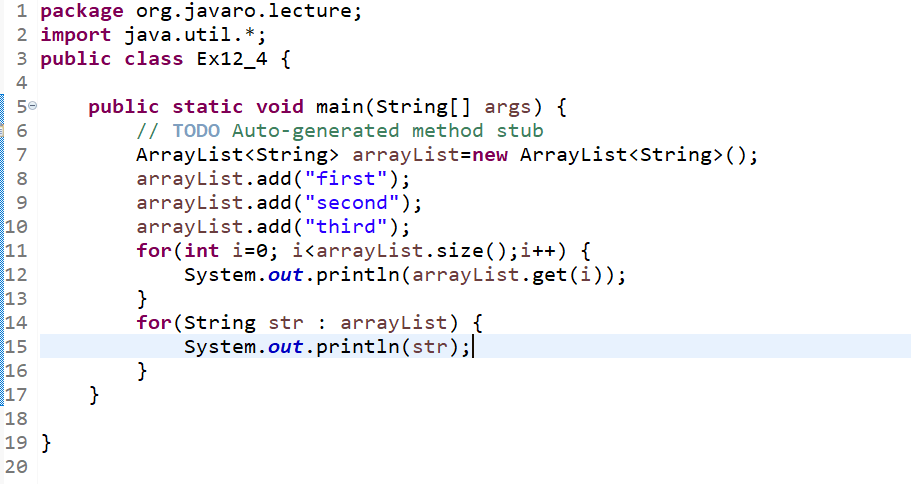 1 package org.javaro.lecture;
2 import java.util.*;
3 public class Ex12_4 {
4
5     public static void main(String[] args) {
6         // TODO Auto-generated method stub
7         ArrayList<String> arrayList=new ArrayList<String>();
8         arrayList.add("first");
9         arrayList.add("second");
10         arrayList.add("third");
11         for(int i=0; i<arrayList.size();i++) {
12             System.out.println(arrayList.get(i));
13         }
14         for(String str : arrayList) {
15             System.out.println(str);
16         }
17     }
18
19 }
20